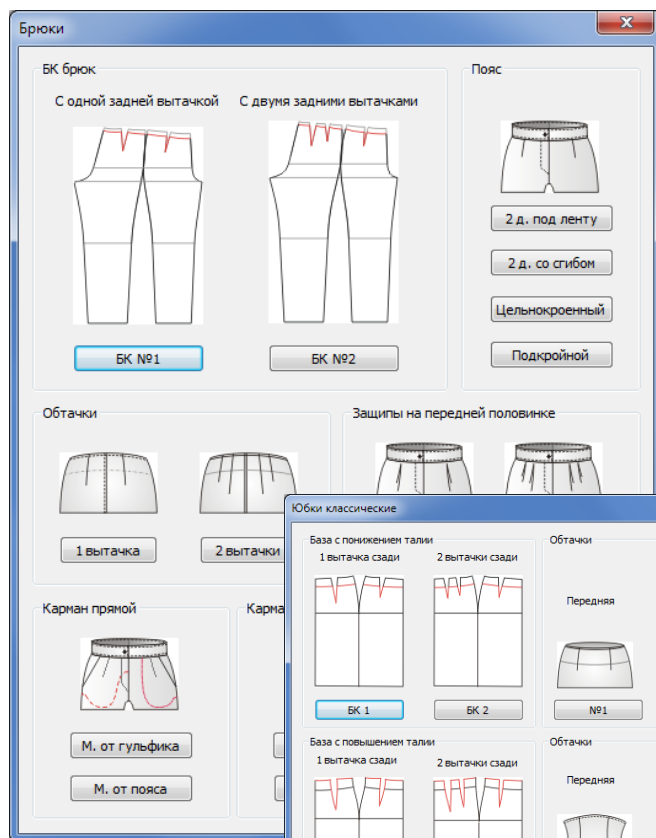 Брюки
БК брюк
С одной задней вытачкой
С двумя задними вытачками
БК №1
БК №2
Пояс
2 д. под ленту
2 д. со сгибом
Цельнокроенный
Подкройной
Обтачки
1 вытачка
2 вытачки
Защипы на передней половинке
Карман прямой
М. от гульфика
М. от пояса
Карма
Юбки классические
База с понижением талии
1 вытачка сзади
2 вытачки сзади
БК 1
БК 2
Обтачки
Передняя
№1
База с повышением талии
1 вытачка сзади
2 вытачки сзади
Обтачки
Передняя